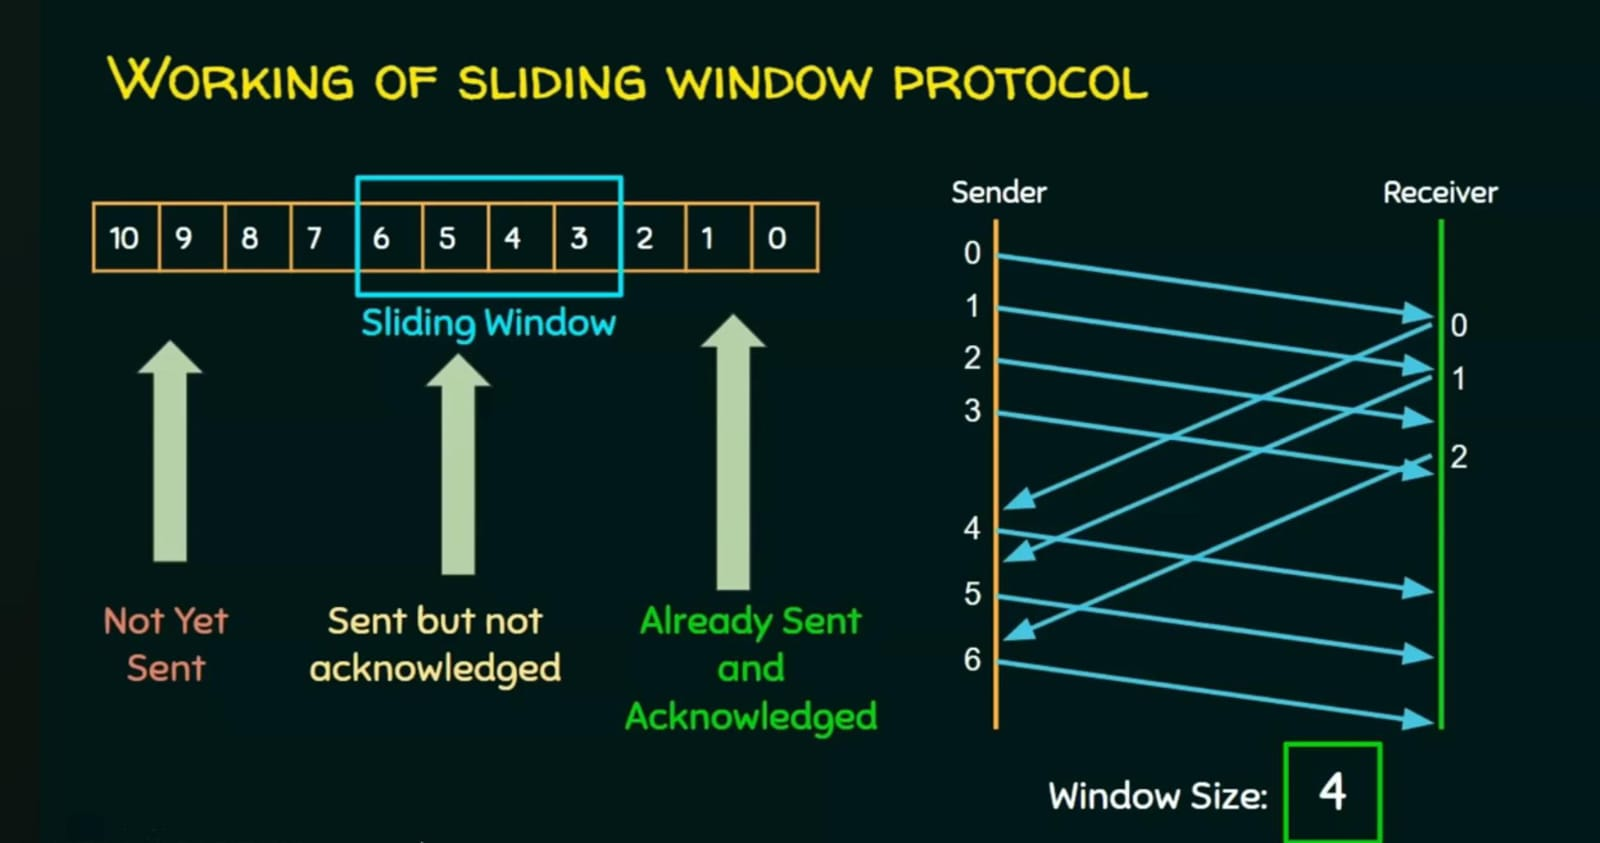 WORKING OF SLIDING WINDOW PROTOCOL
10 9 8 7 6 5 4 3 2 1 0
Sliding Window
Not Yet
Sent
Sent but not
acknowledged
Already Sent
and
Acknowledged
Sender
Receiver
0
1
2
3
4
5
6
0
1
2
Window Size: 4